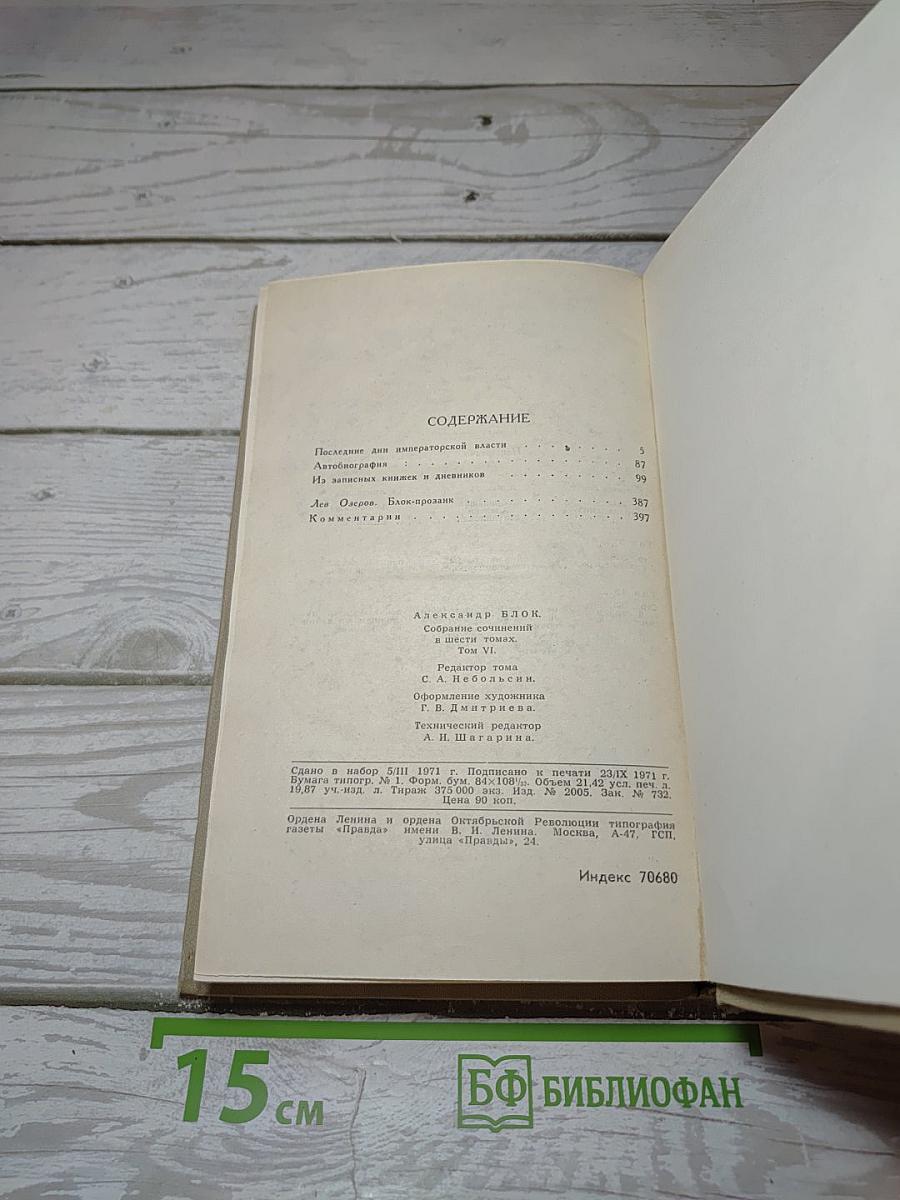 СОДЕРЖАНИЕ
Последние дни императорской власти . . . . . . . 5
Автобиография . . . . . . . . . . . . . . . 87
Из записных книжек и дневников . . . . . . . . . 99
Лев Озеров. Блок-прозаик . . . . . . . . . . . 387
Комментарии . . . . . . . . . . . . . . . 397
Александр БЛОК.
Собрание сочинений
в шести томах.
Том VI.
Редактор тома
С. А. Небольсин.
Оформление художника
Г. В. Дмитриева.
Технический редактор
А. И. Шагарина.
Сдано в набор 5/III 1971 г. Подписано к печати 23/IX 1971 г.
Бумага типогр. № 1. Форм. бум. 84×108¹/₃₂. Объем 21,42 усл. печ. л.
19,87 уч.-изд. л. Тираж 375 000 экз. Изд. № 2005. Зак. № 732.
Цена 90 коп.
Ордена Ленина и ордена Октябрьской Революции типография
газеты «Правда» имени В. И. Ленина. Москва, А-47, ГСП,
улица «Правды», 24.
Индекс 70680
15 см
БФ БИБЛИОФАН